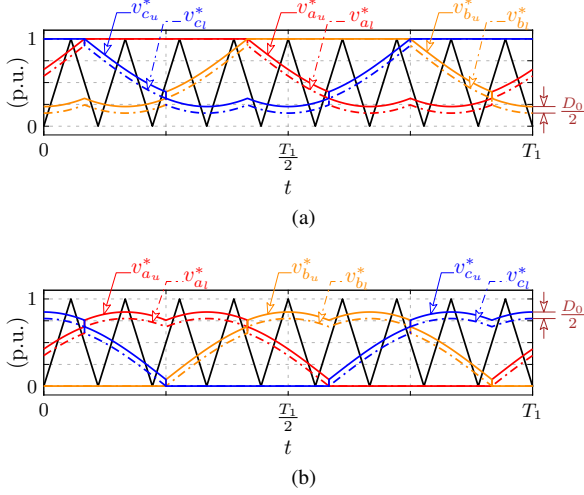 v*_{c_u} v*_{c_l} v*_{a_u} v*_{a_l} v*_{b_u} v*_{b_l}
1
(p.u.)
0
D_0/2
0 T_1/2 T_1
t
(a)
v*_{a_u} v*_{a_l} v*_{b_u} v*_{b_l} v*_{c_u} v*_{c_l}
1
(p.u.)
0
D_0/2
0 T_1/2 T_1
t
(b)